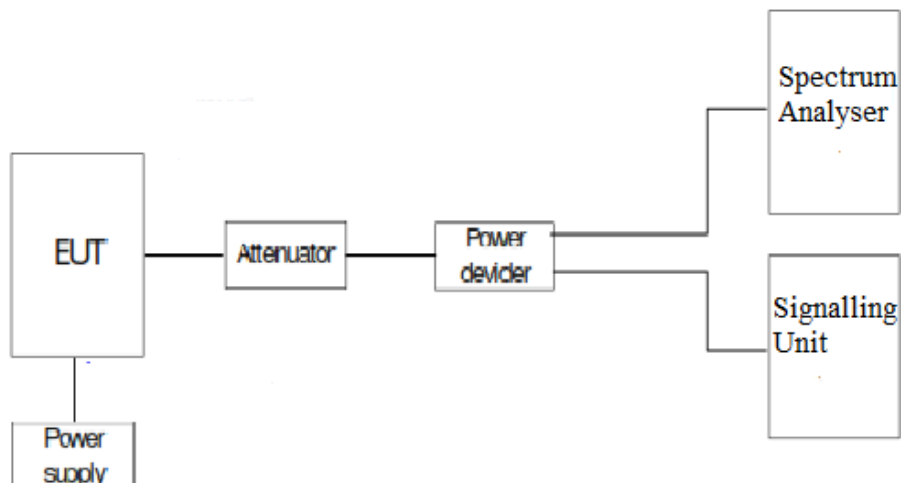 Spectrum
Analyser
EUT
Attenuator
Power
devider
Signalling
Unit
Power
supply